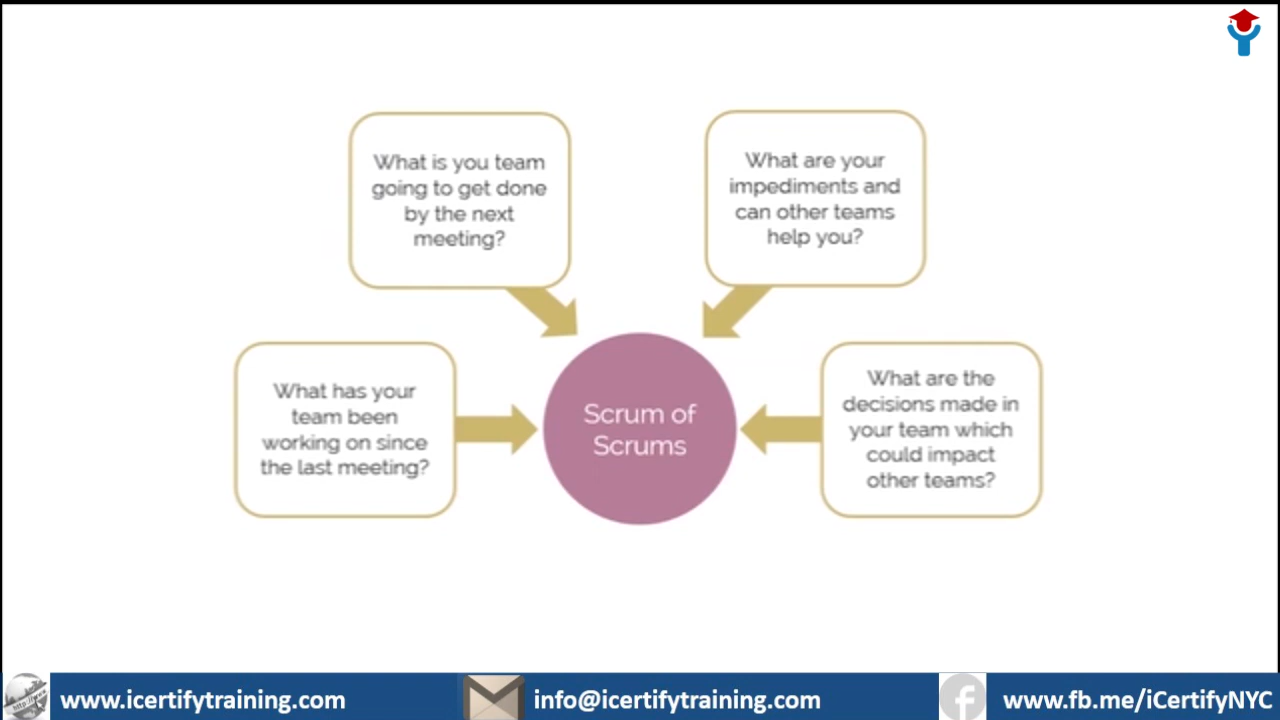 What is you team
going to get done
by the next
meeting?
What are your
impediments and
can other teams
help you?
What has your
team been
working on since
the last meeting?
Scrum of
Scrums
What are the
decisions made in
your team which
could impact
other teams?
www.icertifytraining.com
info@icertifytraining.com
www.fb.me/iCertifyNYC